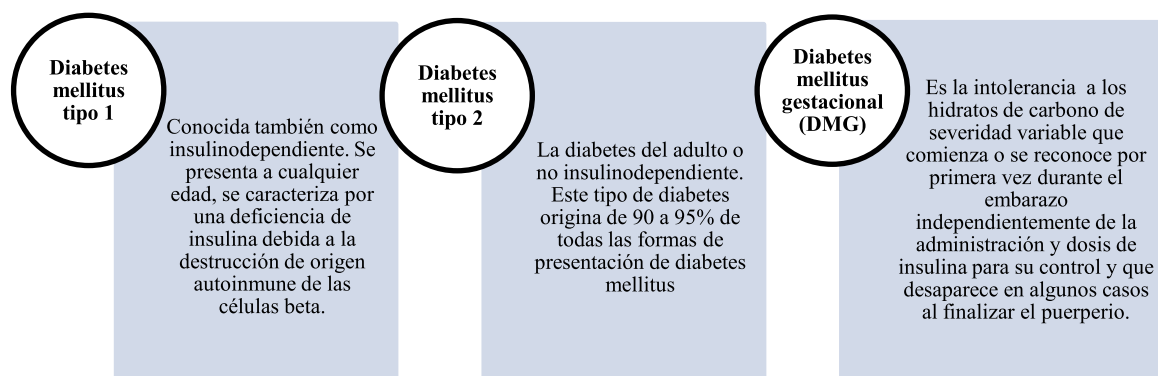 Diabetes
mellitus
tipo 1
Conocida también como
insulinodependiente. Se
presenta a cualquier
edad, se caracteriza por
una deficiencia de
insulina debida a la
destrucción de origen
autoinmune de las
células beta.
Diabetes
mellitus
tipo 2
La diabetes del adulto o
no insulinodependiente.
Este tipo de diabetes
origina de 90 a 95% de
todas las formas de
presentación de diabetes
mellitus
Diabetes
mellitus
gestacional
(DMG)
Es la intolerancia a los
hidratos de carbono de
severidad variable que
comienza o se reconoce por
primera vez durante el
embarazo
independientemente de la
administración y dosis de
insulina para su control y que
desaparece en algunos casos
al finalizar el puerperio.